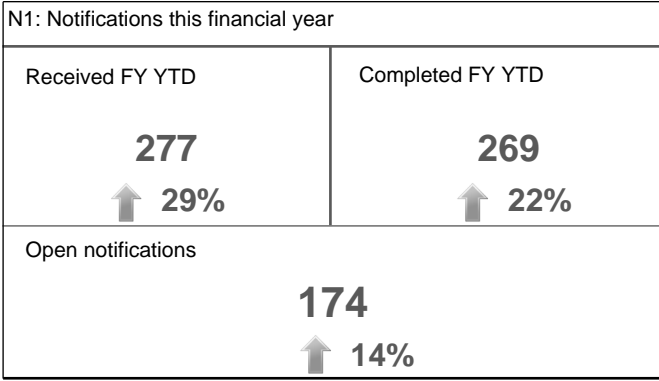 N1: Notifications this financial year
Received FY YTD
277
29%
Completed FY YTD
269
22%
Open notifications
174
14%